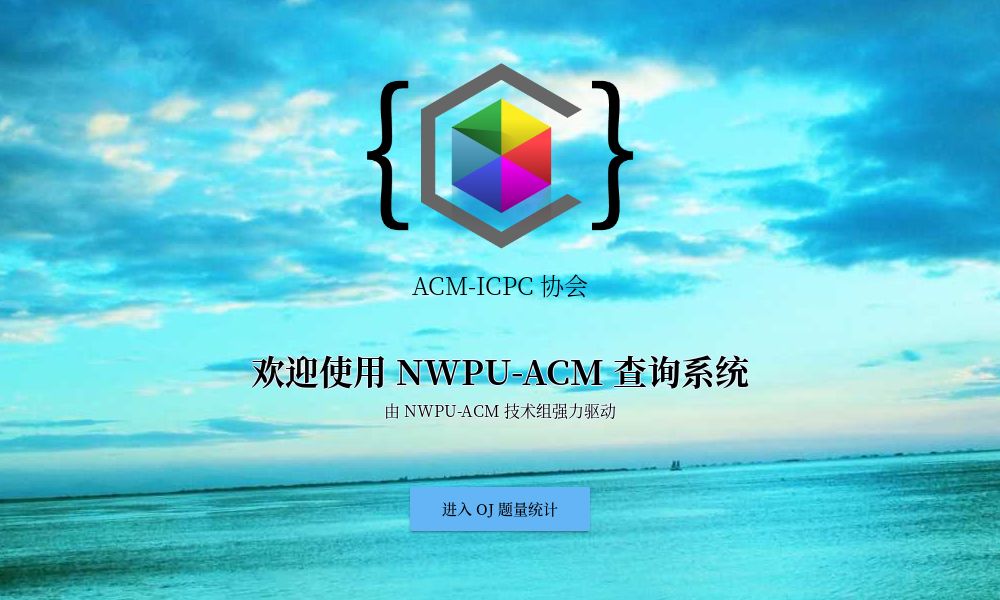 { }
ACM-ICPC 协会
欢迎使用 NWPU-ACM 查询系统
由 NWPU-ACM 技术组强力驱动
进入 OJ 题量统计